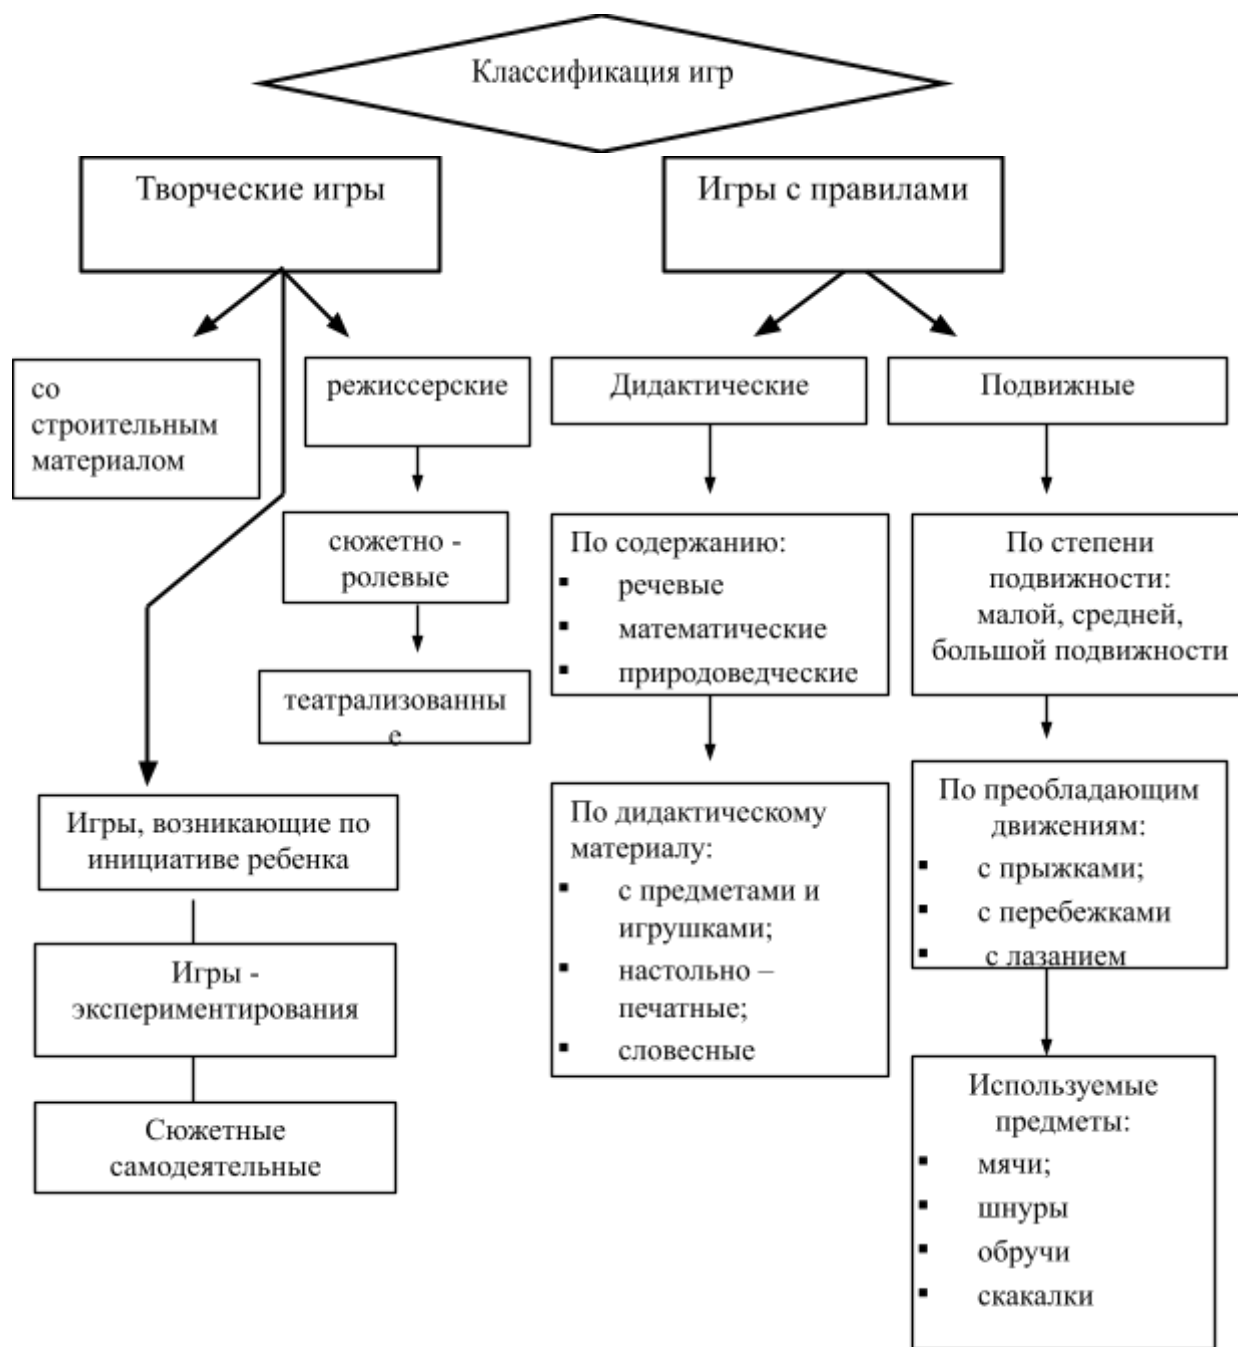 Классификация игр
Творческие игры
Игры с правилами
со
строительным
материалом
режиссерские
Дидактические
Подвижные
сюжетно -
ролевые
театрализованны
е
По содержанию:
▪ речевые
▪ математические
▪ природоведческие
По степени
подвижности:
малой, средней,
большой подвижности
Игры, возникающие по
инициативе ребенка
Игры -
экспериментирования
Сюжетные
самодеятельные
По дидактическому
материалу:
▪ с предметами и
игрушками;
▪ настольно –
печатные;
▪ словесные
По преобладающим
движениям:
▪ с прыжками;
▪ с перебежками
▪ с лазанием
Используемые
предметы:
▪ мячи;
▪ шнуры
▪ обручи
▪ скакалки